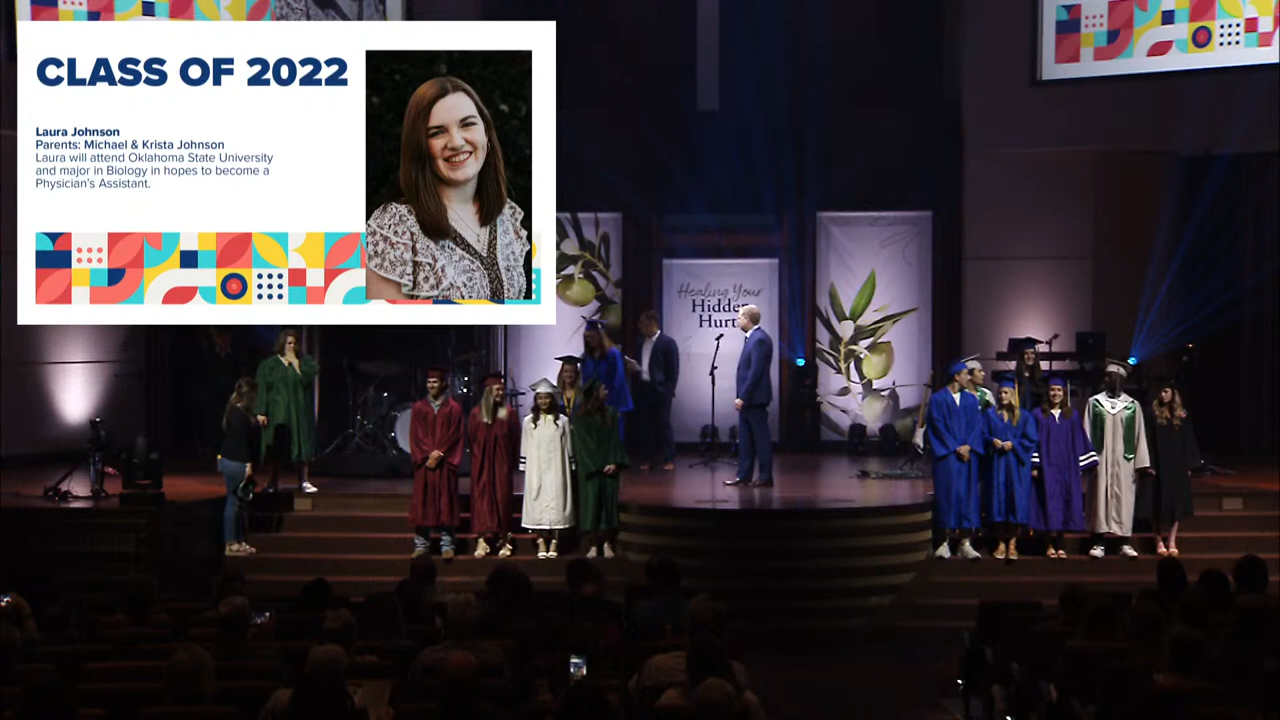 CLASS OF 2022
Laura Johnson
Parents: Michael & Krista Johnson
Laura will attend Oklahoma State University
and major in Biology in hopes to become a
Physician's Assistant.
Healing Your
Hidden
Hurt